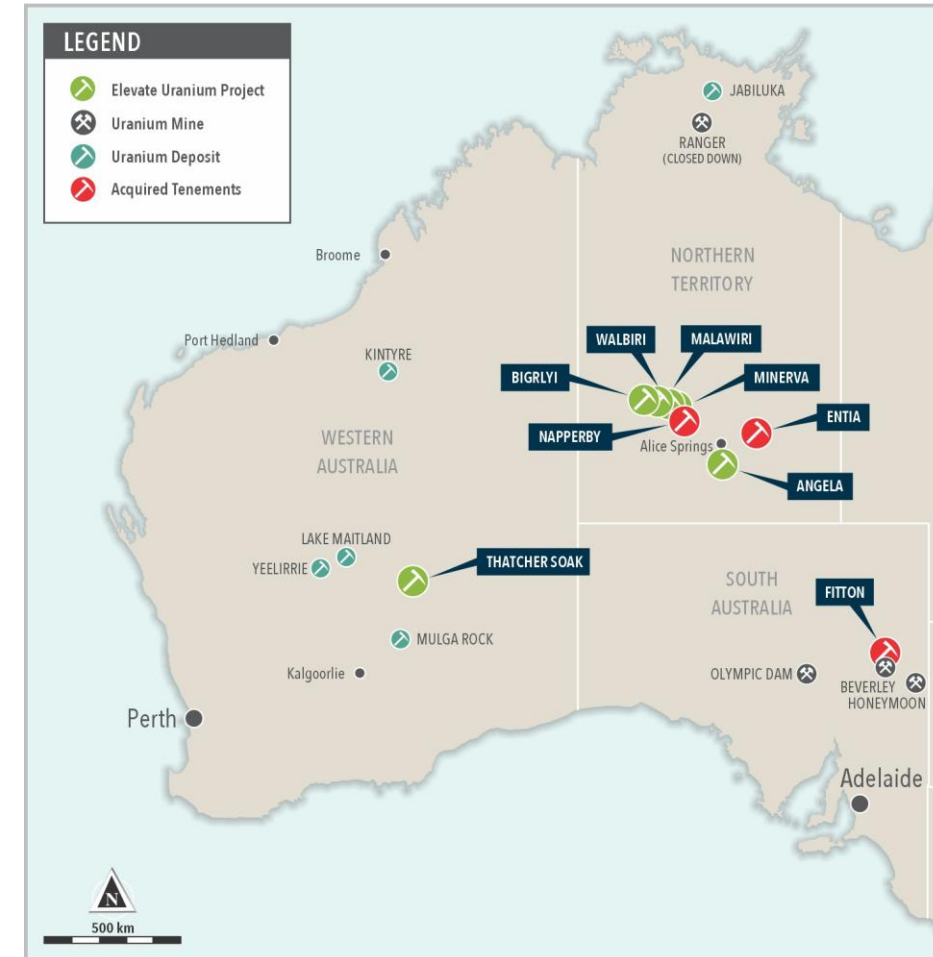 LEGEND
Elevate Uranium Project
Uranium Mine
Uranium Deposit
Acquired Tenements
JABILUKA
RANGER
(CLOSED DOWN)
Broome
NORTHERN
TERRITORY
Port Hedland
KINTYRE
WALBIRI
MALAWIRI
BIGRLYI
MINERVA
NAPPERBY
ENTIA
Alice Springs
WESTERN
AUSTRALIA
ANGELA
LAKE MAITLAND
YEELIRRIE
THATCHER SOAK
SOUTH
AUSTRALIA
FITTON
MULGA ROCK
Kalgoorlie
OLYMPIC DAM
BEVERLEY
HONEYMOON
Perth
Adelaide
N
500 km